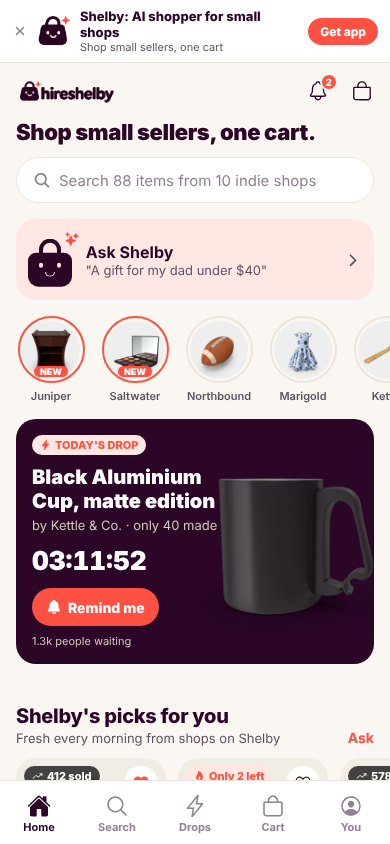 Shelby: AI shopper for small
shops
Shop small sellers, one cart
Get app
hireshelby
2
Shop small sellers, one cart.
Search 88 items from 10 indie shops
Ask Shelby
"A gift for my dad under $40"
NEW
NEW
Juniper
Saltwater
Northbound
Marigold
Kett
TODAY'S DROP
Black Aluminium
Cup, matte edition
by Kettle & Co. · only 40 made
03:11:52
Remind me
1.3k people waiting
Shelby's picks for you
Fresh every morning from shops on Shelby
Ask
412 sold
Only 2 left
578
Home
Search
Drops
Cart
You